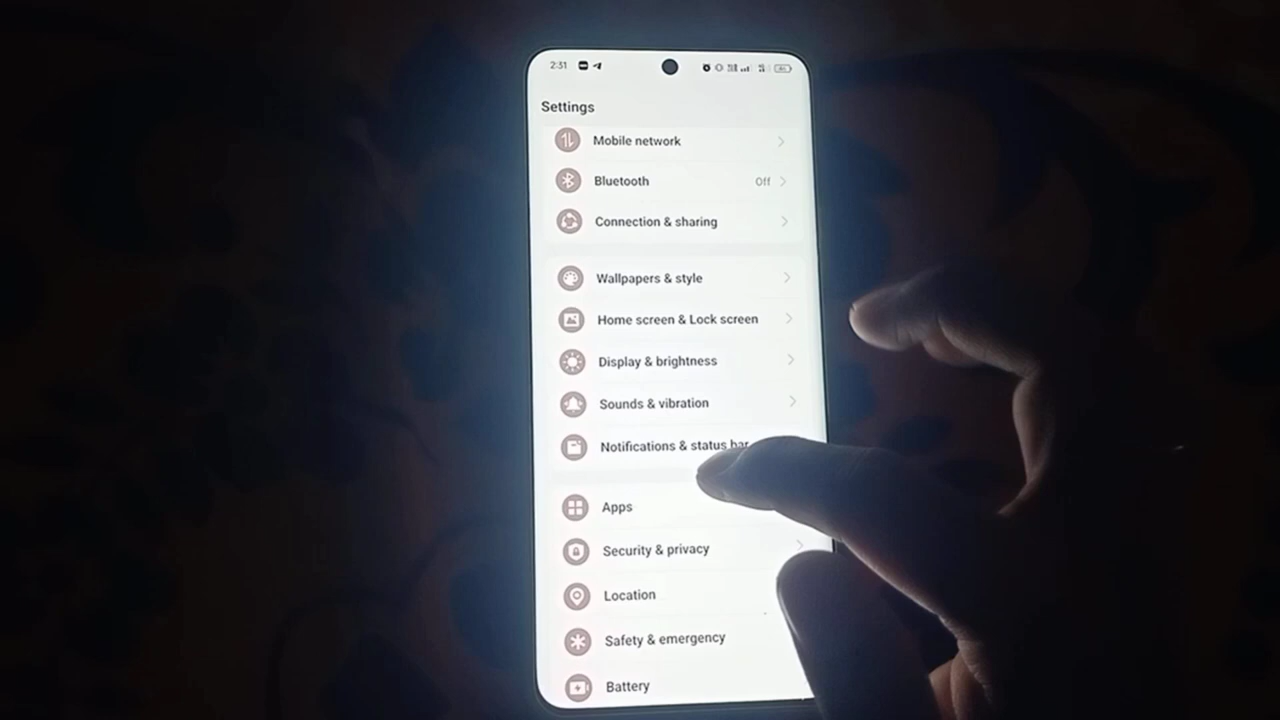 2:31
Settings
Mobile network
Bluetooth
Off
Connection & sharing
Wallpapers & style
Home screen & Lock screen
Display & brightness
Sounds & vibration
Notifications & status bar
Apps
Security & privacy
Location
Safety & emergency
Battery